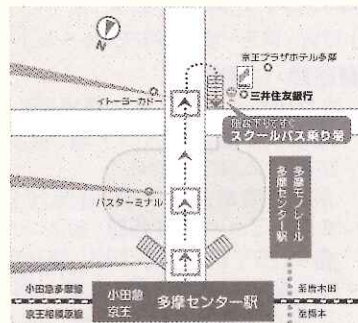 N
京王プラザホテル多摩
イトーヨーカドー
三井住友銀行
階段下りてすぐ
スクールバス乗り場
バスターミナル
多摩モノレール
多摩センター駅
小田急多摩線
京王相模原線
小田急
京王
多摩センター駅
至唐木田
至橋本